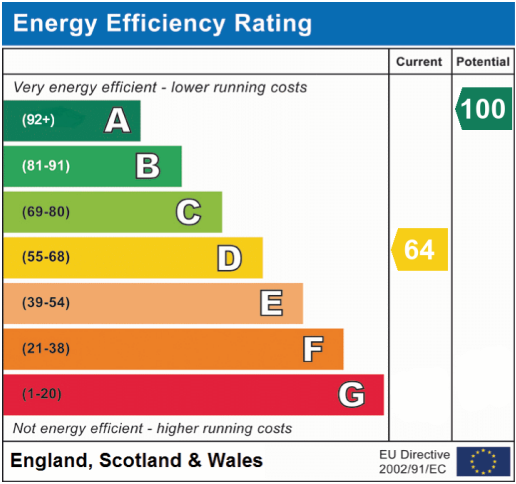 Energy Efficiency Rating
Current Potential
Very energy efficient - lower running costs
(92+) A 100
(81-91) B
(69-80) C
(55-68) D 64
(39-54) E
(21-38) F
(1-20) G
Not energy efficient - higher running costs
England, Scotland & Wales
EU Directive
2002/91/EC